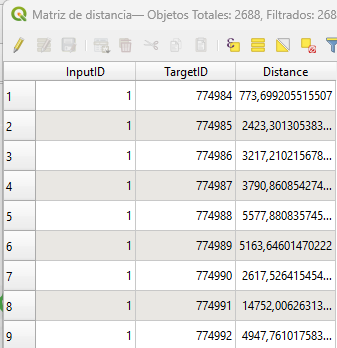 Matriz de distancia— Objetos Totales: 2688, Filtrados: 268
InputID TargetID Distance
1 1 774984 773,699205515507
2 1 774985 2423,301305383...
3 1 774986 3217,210215678...
4 1 774987 3790,860854274...
5 1 774988 5577,880835745...
6 1 774989 5163,64601470222
7 1 774990 2617,526415454...
8 1 774991 14752,00626313...
9 1 774992 4947,761017583...